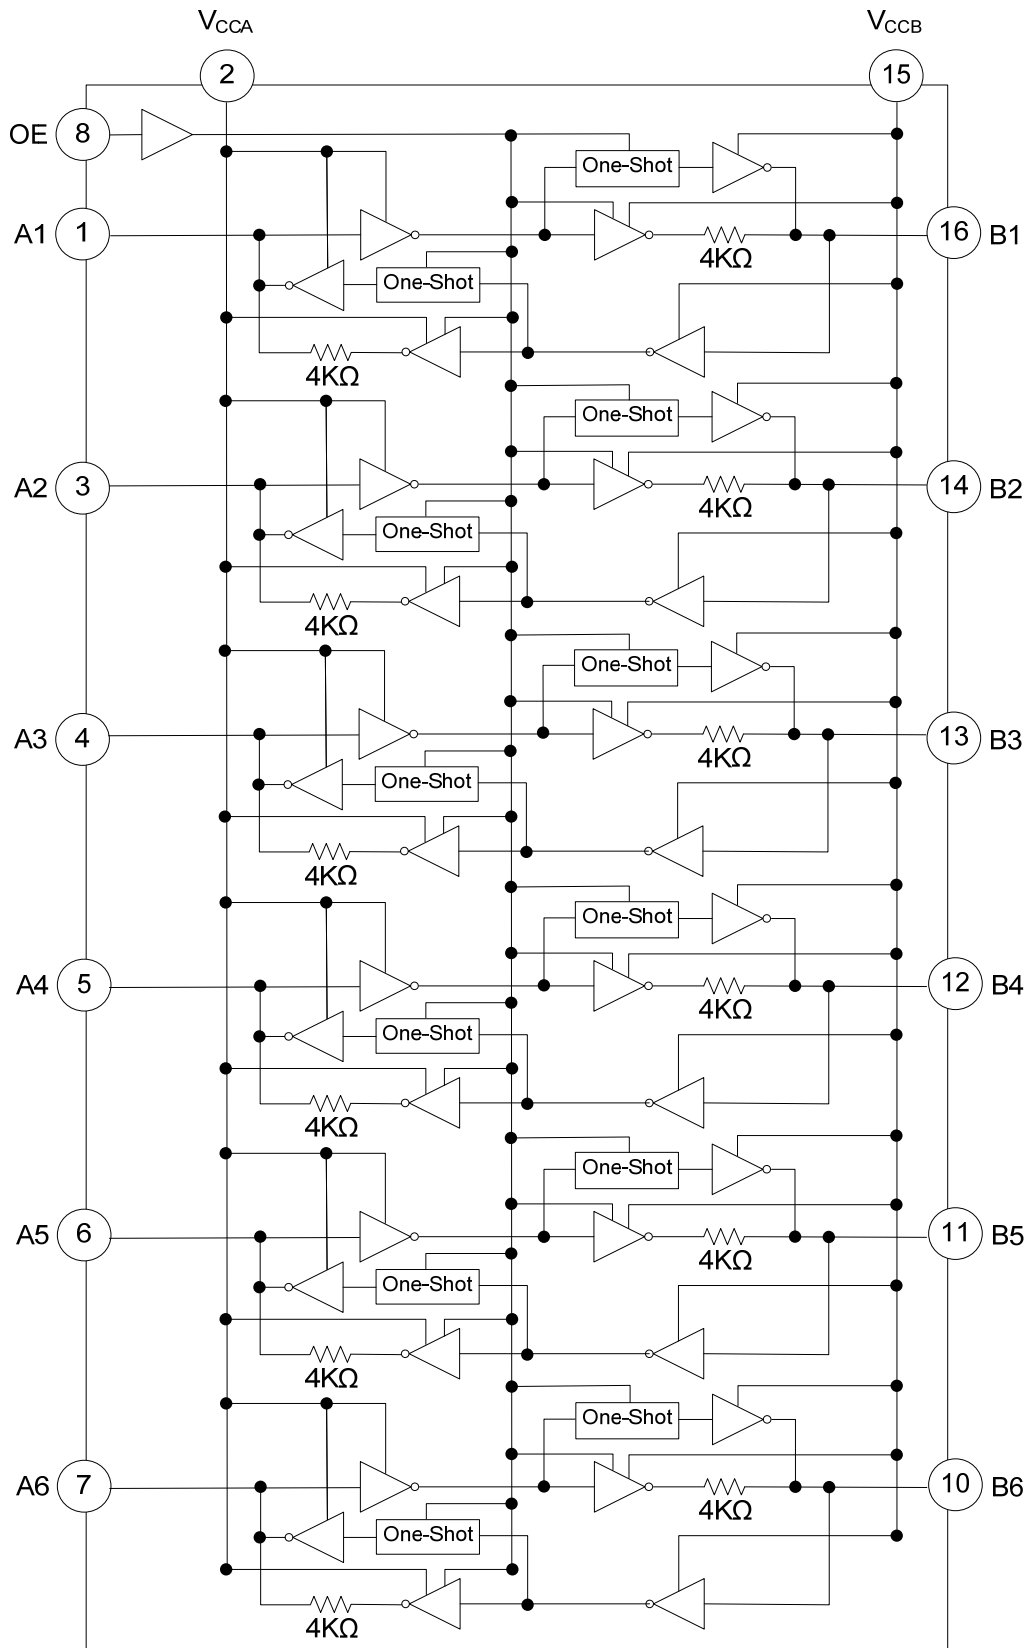 VCCA
VCCB
2
15
OE
8
One-Shot
A1
1
16
B1
4KΩ
One-Shot
4KΩ
One-Shot
A2
3
14
B2
4KΩ
One-Shot
4KΩ
One-Shot
A3
4
13
B3
4KΩ
One-Shot
4KΩ
One-Shot
A4
5
12
B4
4KΩ
One-Shot
4KΩ
One-Shot
A5
6
11
B5
4KΩ
One-Shot
4KΩ
One-Shot
A6
7
10
B6
4KΩ
One-Shot
4KΩ